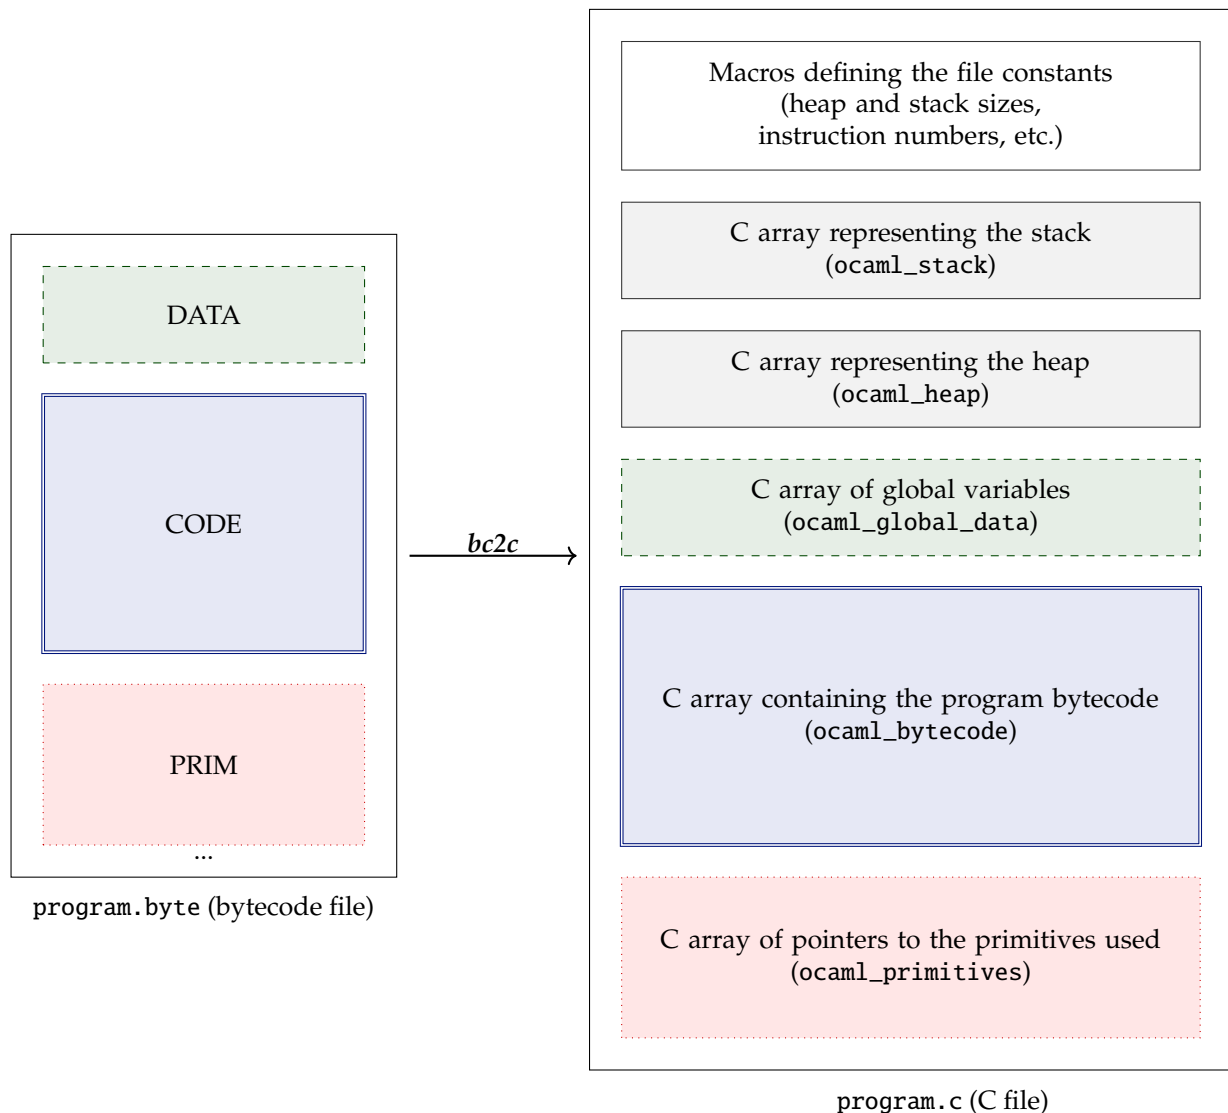 DATA
CODE
PRIM
...
program.byte (bytecode file)
bc2c
Macros defining the file constants
(heap and stack sizes,
instruction numbers, etc.)
C array representing the stack
(ocaml_stack)
C array representing the heap
(ocaml_heap)
C array of global variables
(ocaml_global_data)
C array containing the program bytecode
(ocaml_bytecode)
C array of pointers to the primitives used
(ocaml_primitives)
program.c (C file)